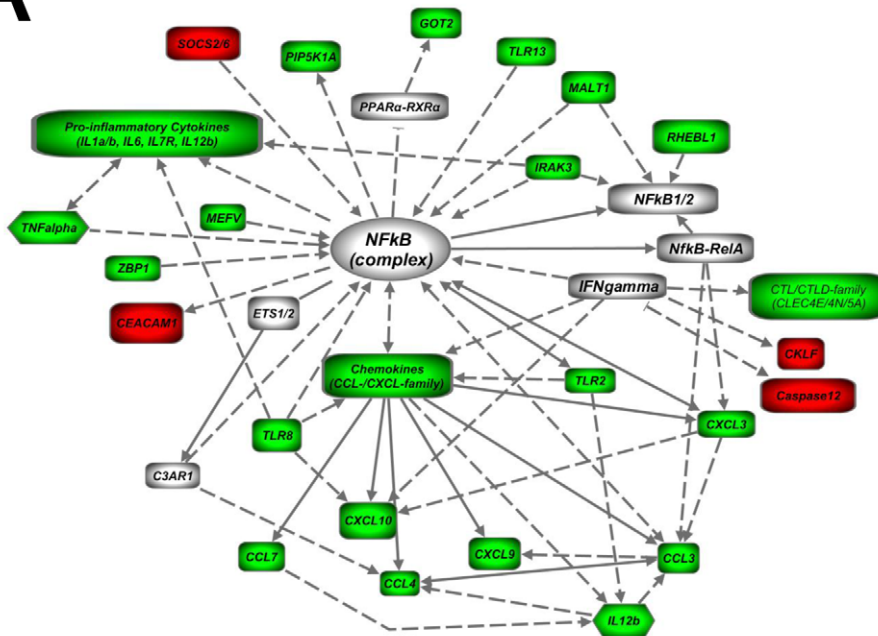 A
SOCS2/6
PIP5K1A
GOT2
TLR13
PPARα-RXRα
MALT1
RHEBL1
Pro-inflammatory Cytokines
(IL1a/b, IL6, IL7R, IL12b)
IRAK3
NFkB1/2
TNFalpha
MEFV
NFkB
(complex)
NfkB-RelA
ZBP1
IFNgamma
CTL/CTLD-family
(CLEC4E/4N/5A)
CEACAM1
ETS1/2
CKLF
Chemokines
(CCL-/CXCL-family)
TLR2
Caspase12
TLR8
CXCL3
C3AR1
CXCL10
CCL7
CXCL9
CCL3
CCL4
IL12b